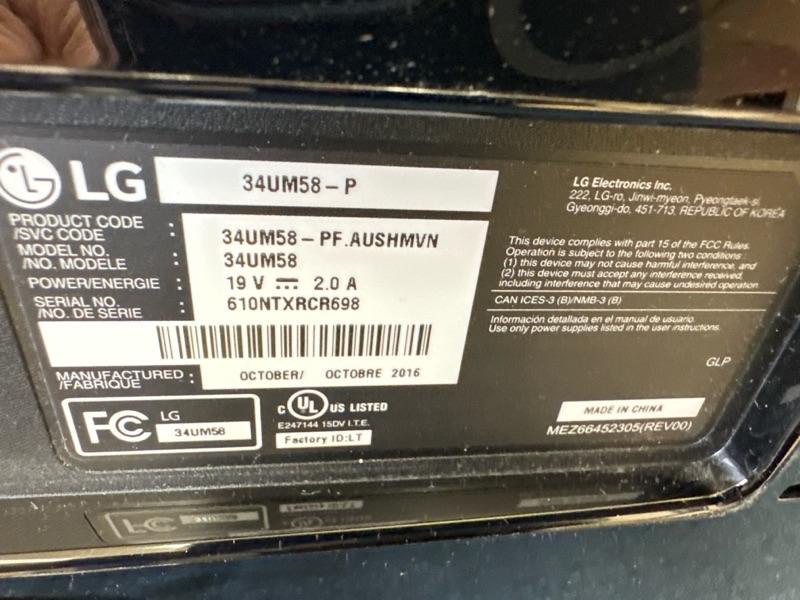 LG
34UM58-P
LG Electronics Inc.
222, LG-ro, Jinwi-myeon, Pyeongtaek-si
Gyeonggi-do, 451-713, REPUBLIC OF KOREA
PRODUCT CODE
/SVC CODE : 34UM58-PF.AUSHMVN
MODEL NO.
/NO. MODÈLE : 34UM58
POWER/ÉNERGIE : 19 V 2.0 A
SERIAL NO.
/NO. DE SÉRIE : 610NTXRCR698
MANUFACTURED
/FABRIQUÉ : OCTOBER/ OCTOBRE 2016
This device complies with part 15 of the FCC Rules.
Operation is subject to the following two conditions :
(1) this device may not cause harmful interference, and
(2) this device must accept any interference received,
including interference that may cause undesired operation.
CAN ICES-3 (B)/NMB-3 (B)
Información detallada en el manual de usuario.
Use only power supplies listed in the user instructions.
GLP
FC LG
34UM58
C UL US LISTED
E247144 15DV I.T.E.
Factory ID:LT
MADE IN CHINA
MEZ66452305(REV00)